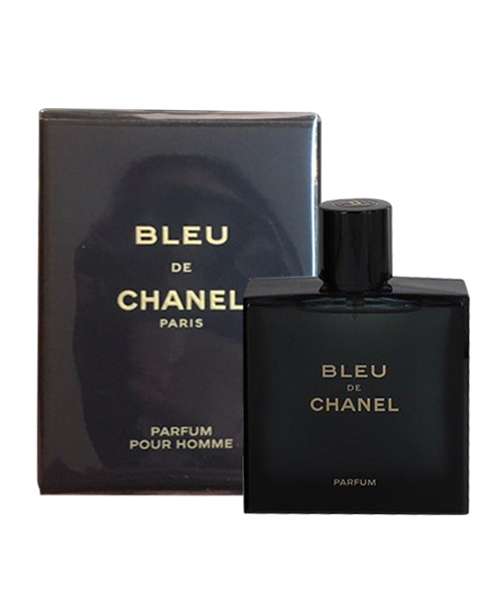 BLEU
DE
CHANEL
PARIS
PARFUM
POUR HOMME
BLEU
DE
CHANEL
PARFUM